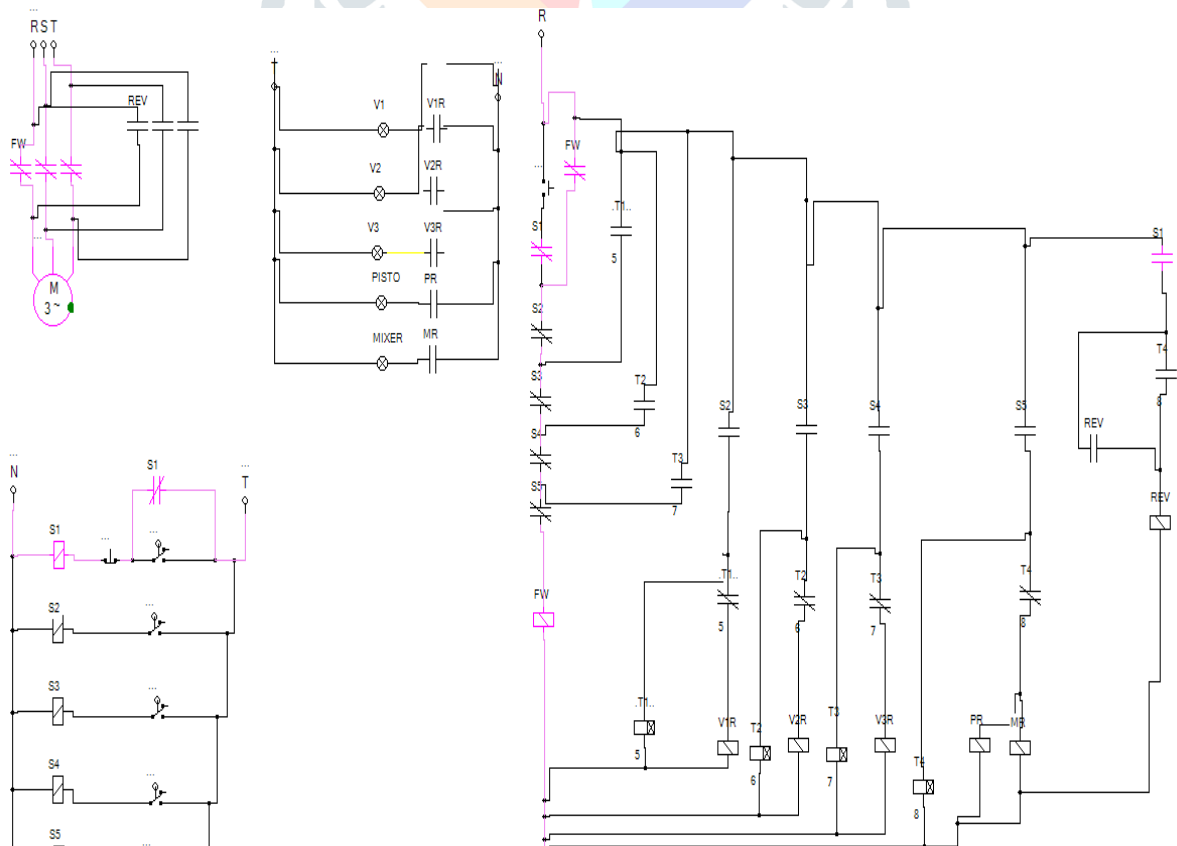 ...
R S T
REV
FW
...
M
3 ~
...
+
...
N
V1
V1R
V2
V2R
V3
V3R
PISTO
PR
MIXER
MR
R
FW
...
S1
.T1..
5
S2
S3
T2
6
S4
T3
7
S5
FW
S2
S3
S4
S5
S1
T4
8
REV
REV
.T1..
5
T2
6
T3
7
T4
8
.T1..
5
V1R
T2
6
V2R
T3
7
V3R
T4
8
PR
MR
...
N
S1
...
T
S1
...
...
S2
...
S3
...
S4
...
S5
...